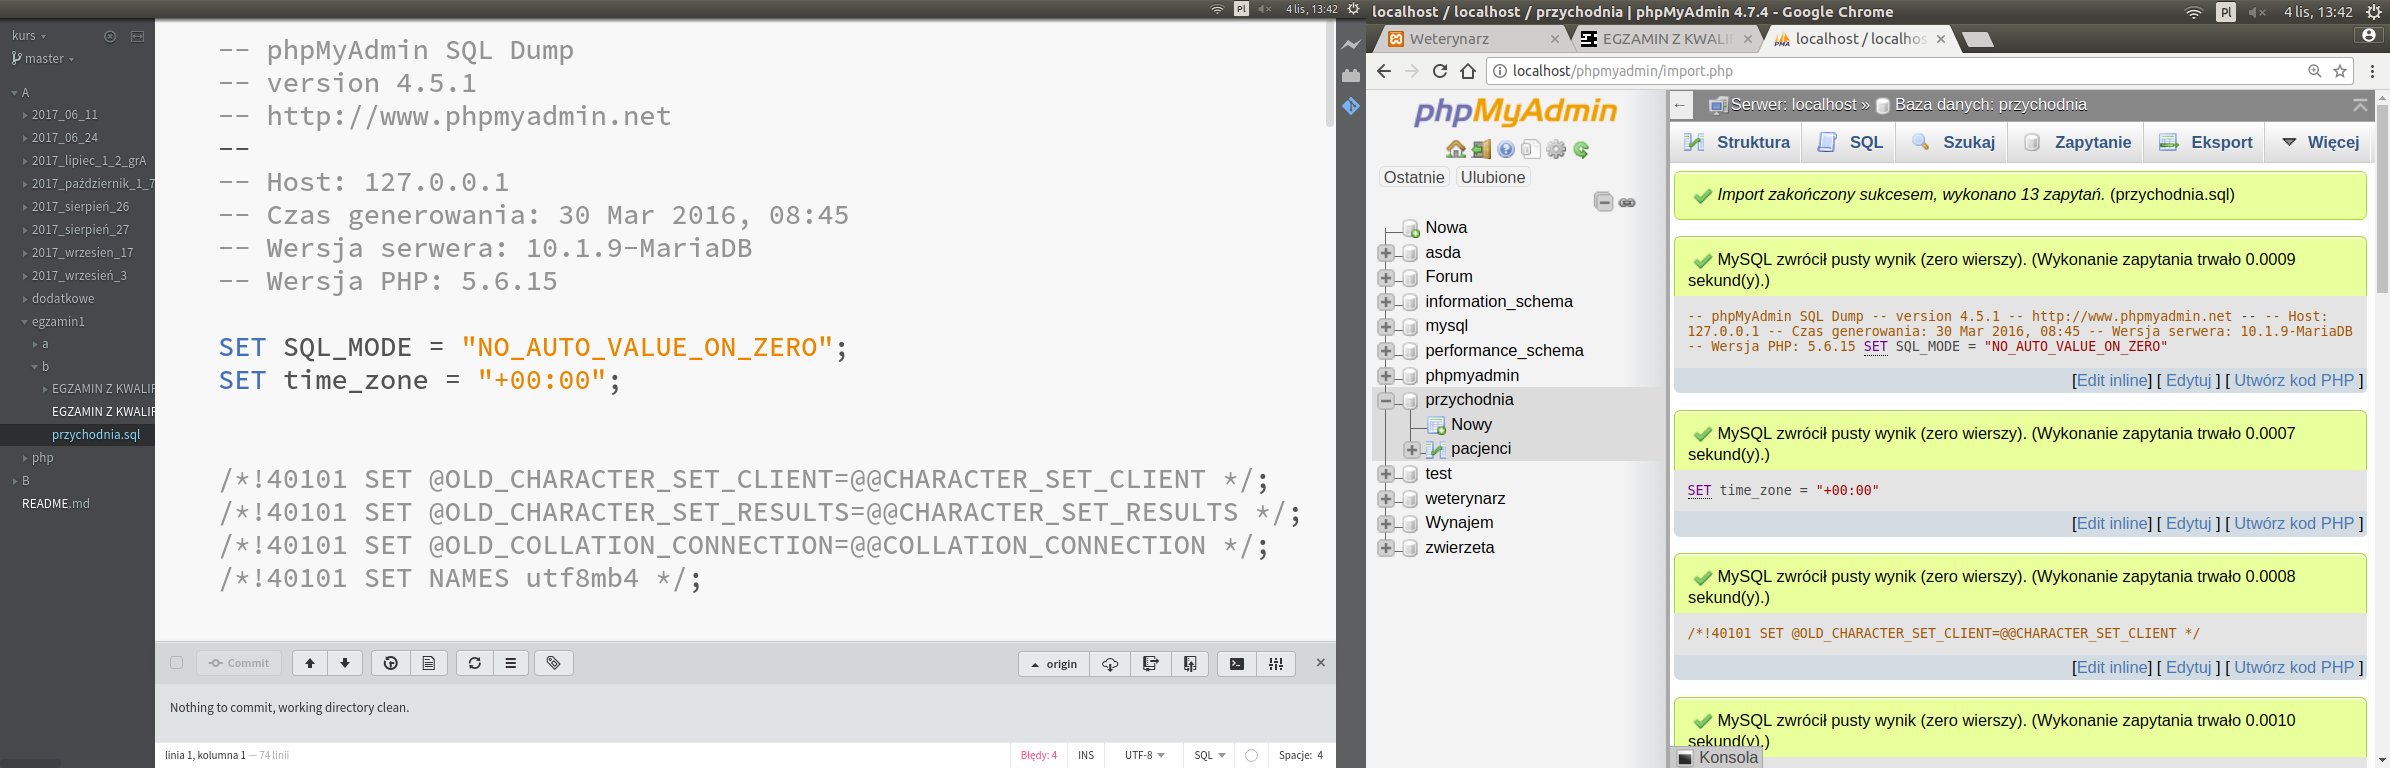 Pl
4 lis, 13:42
kurs
master
A
2017_06_11
2017_06_24
2017_lipiec_1_2_grA
2017_październik_1_7
2017_sierpień_26
2017_sierpień_27
2017_wrzesien_17
2017_wrzesień_3
dodatkowe
egzamin1
a
b
EGZAMIN Z KWALIF
EGZAMIN Z KWALIF
przychodnia.sql
php
B
README.md
-- phpMyAdmin SQL Dump
-- version 4.5.1
-- http://www.phpmyadmin.net
--
-- Host: 127.0.0.1
-- Czas generowania: 30 Mar 2016, 08:45
-- Wersja serwera: 10.1.9-MariaDB
-- Wersja PHP: 5.6.15
SET SQL_MODE = "NO_AUTO_VALUE_ON_ZERO";
SET time_zone = "+00:00";
/*!40101 SET @OLD_CHARACTER_SET_CLIENT=@@CHARACTER_SET_CLIENT */;
/*!40101 SET @OLD_CHARACTER_SET_RESULTS=@@CHARACTER_SET_RESULTS */;
/*!40101 SET @OLD_COLLATION_CONNECTION=@@COLLATION_CONNECTION */;
/*!40101 SET NAMES utf8mb4 */;
Commit
origin
Nothing to commit, working directory clean.
linia 1, kolumna 1 — 74 linii
Błędy: 4
INS
UTF-8
SQL
Spacje: 4
localhost / localhost / przychodnia | phpMyAdmin 4.7.4 - Google Chrome
Pl
4 lis, 13:42
Weterynarz
EGZAMIN Z KWALIF
localhost / localhos
localhost/phpmyadmin/import.php
phpMyAdmin
Ostatnie
Ulubione
Nowa
asda
Forum
information_schema
mysql
performance_schema
phpmyadmin
przychodnia
Nowy
pacjenci
test
weterynarz
Wynajem
zwierzeta
Serwer: localhost » Baza danych: przychodnia
Struktura
SQL
Szukaj
Zapytanie
Eksport
Więcej
Import zakończony sukcesem, wykonano 13 zapytań. (przychodnia.sql)
MySQL zwrócił pusty wynik (zero wierszy). (Wykonanie zapytania trwało 0.0009
sekund(y).)
-- phpMyAdmin SQL Dump -- version 4.5.1 -- http://www.phpmyadmin.net -- -- Host:
127.0.0.1 -- Czas generowania: 30 Mar 2016, 08:45 -- Wersja serwera: 10.1.9-MariaDB
-- Wersja PHP: 5.6.15 SET SQL_MODE = "NO_AUTO_VALUE_ON_ZERO"
[Edit inline] [ Edytuj ] [ Utwórz kod PHP ]
MySQL zwrócił pusty wynik (zero wierszy). (Wykonanie zapytania trwało 0.0007
sekund(y).)
SET time_zone = "+00:00"
[Edit inline] [ Edytuj ] [ Utwórz kod PHP ]
MySQL zwrócił pusty wynik (zero wierszy). (Wykonanie zapytania trwało 0.0008
sekund(y).)
/*!40101 SET @OLD_CHARACTER_SET_CLIENT=@@CHARACTER_SET_CLIENT */
[Edit inline] [ Edytuj ] [ Utwórz kod PHP ]
MySQL zwrócił pusty wynik (zero wierszy). (Wykonanie zapytania trwało 0.0010
sekund(y).)
Konsola